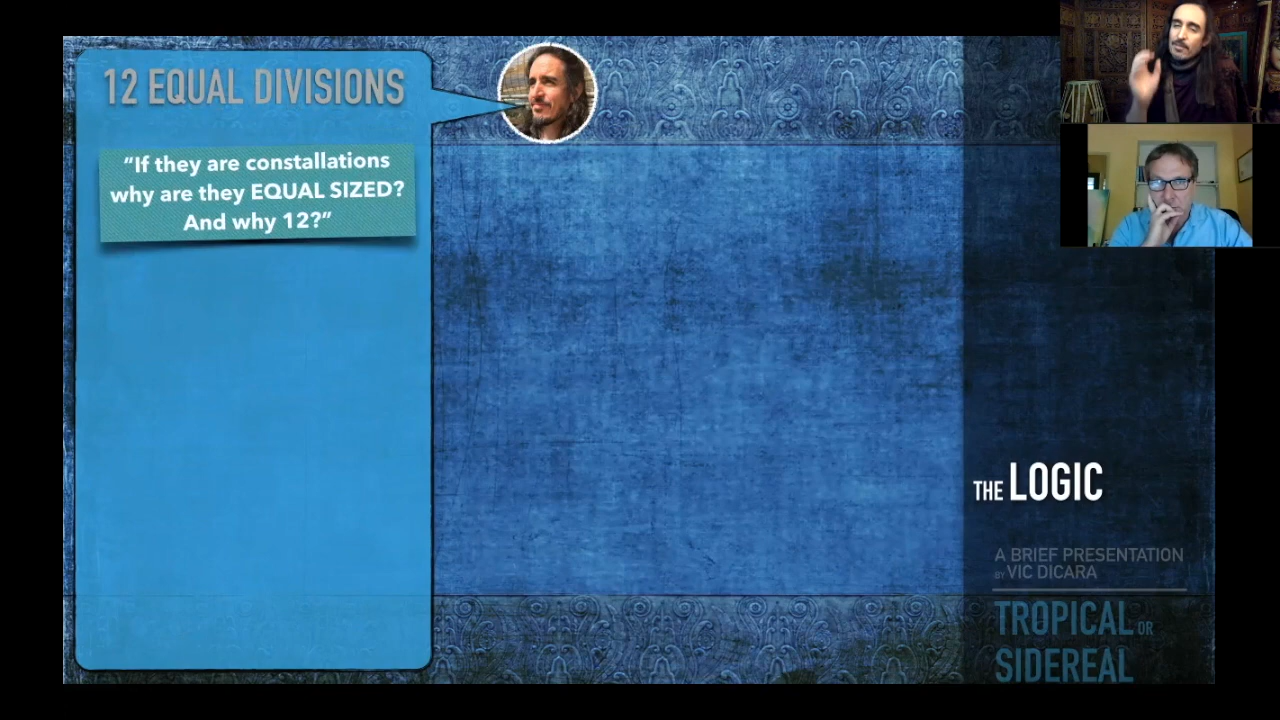 12 EQUAL DIVISIONS
"If they are constallations
why are they EQUAL SIZED?
And why 12?"
THE LOGIC
A BRIEF PRESENTATION
BY VIC DICARA
TROPICAL OR
SIDEREAL